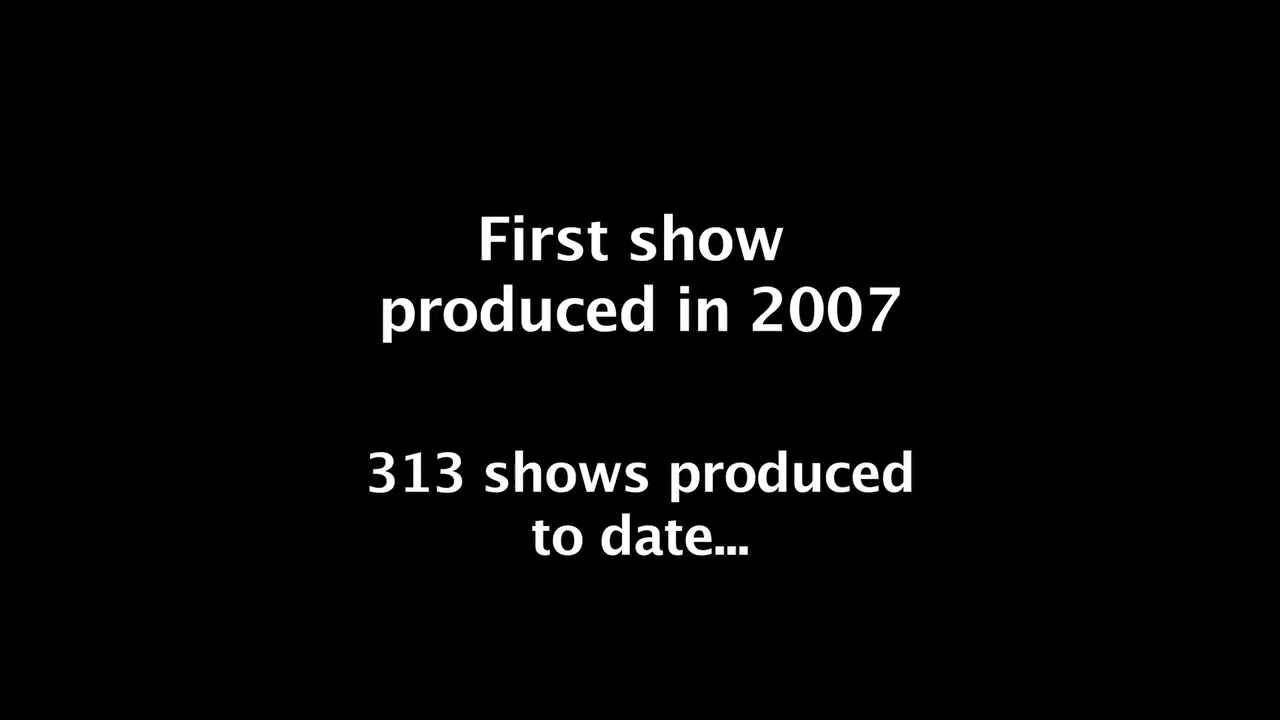 First show
produced in 2007
313 shows produced
to date...